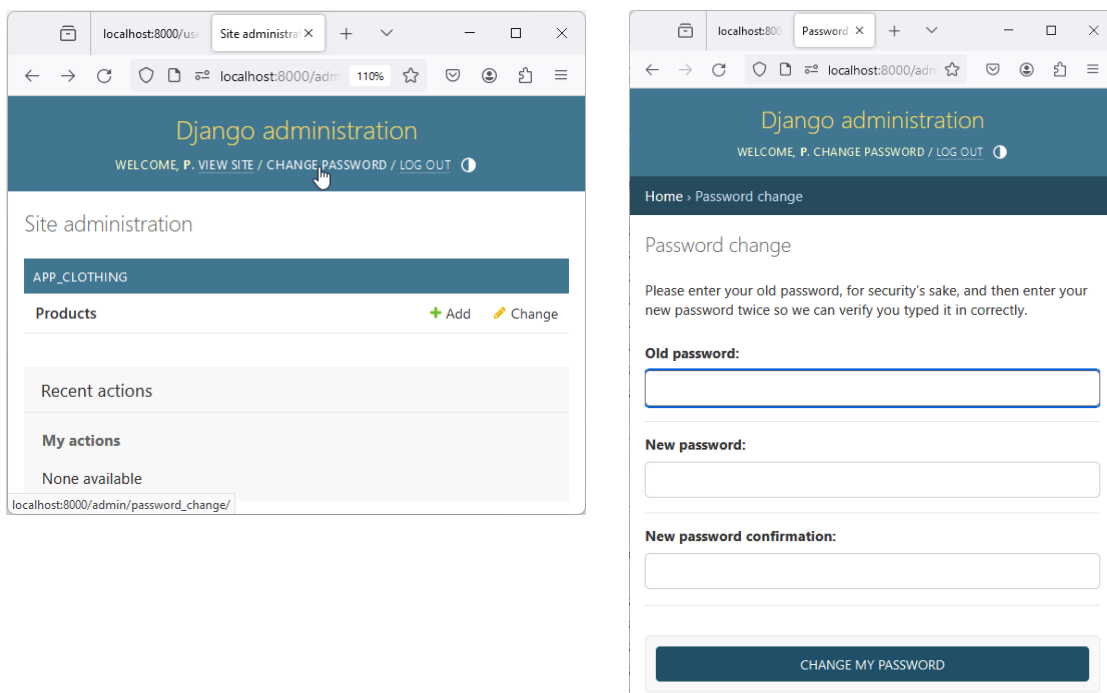 localhost:8000/use
Site administrat
localhost:8000/adm
110%
Django administration
WELCOME, P. VIEW SITE / CHANGE PASSWORD / LOG OUT
Site administration
APP_CLOTHING
Products
Add
Change
Recent actions
My actions
None available
localhost:8000/admin/password_change/
localhost:800
Password
localhost:8000/adm
Django administration
WELCOME, P. CHANGE PASSWORD / LOG OUT
Home › Password change
Password change
Please enter your old password, for security’s sake, and then enter your
new password twice so we can verify you typed it in correctly.
Old password:
New password:
New password confirmation:
CHANGE MY PASSWORD